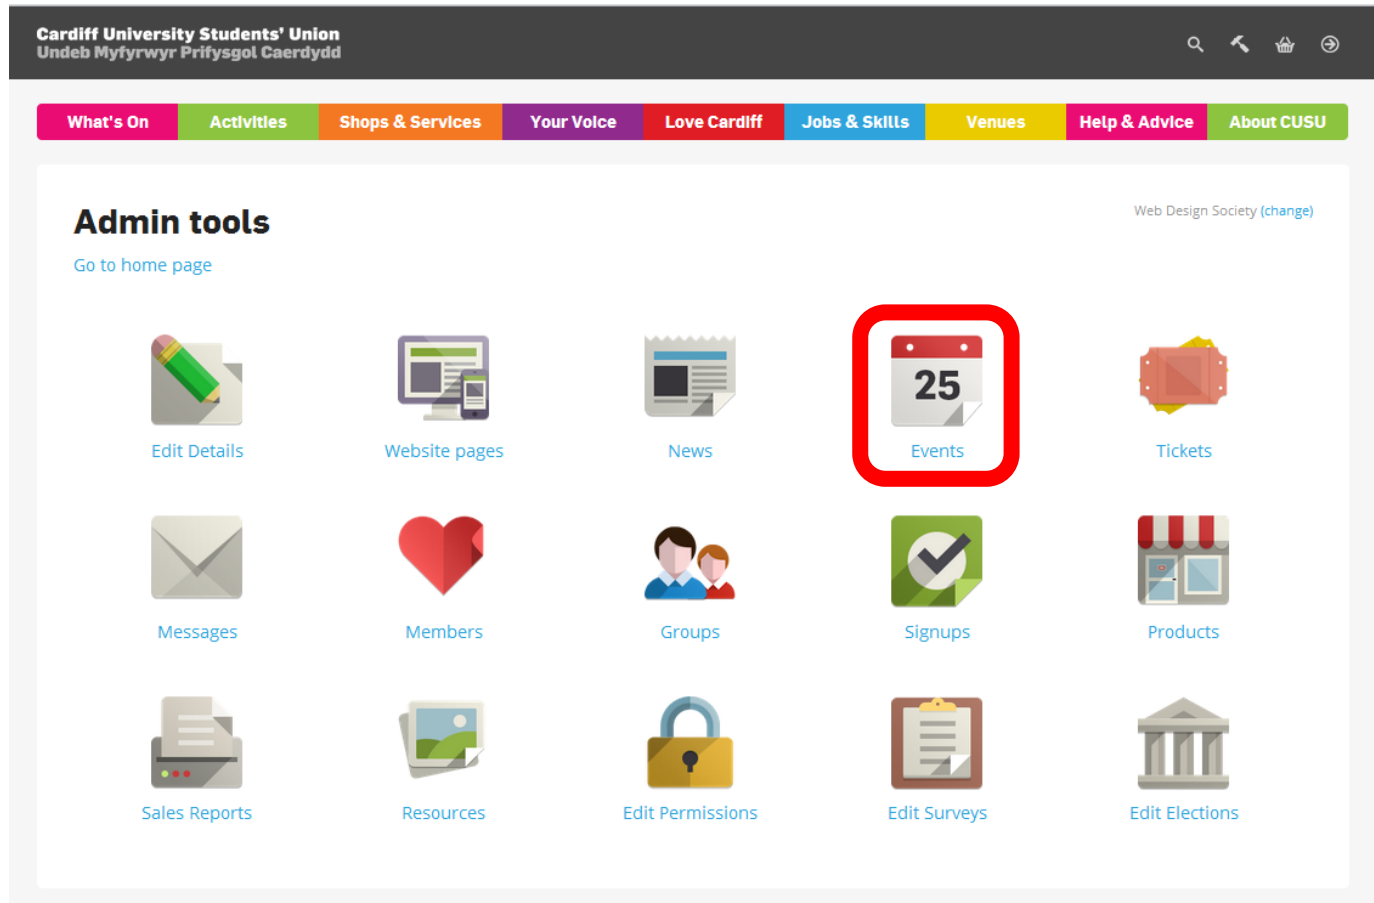 Cardiff University Students' Union
Undeb Myfyrwyr Prifysgol Caerdydd
What's On Activities Shops & Services Your Voice Love Cardiff Jobs & Skills Venues Help & Advice About CUSU
Admin tools
Web Design Society (change)
Go to home page
25
Edit Details Website pages News Events Tickets
Messages Members Groups Signups Products
Sales Reports Resources Edit Permissions Edit Surveys Edit Elections